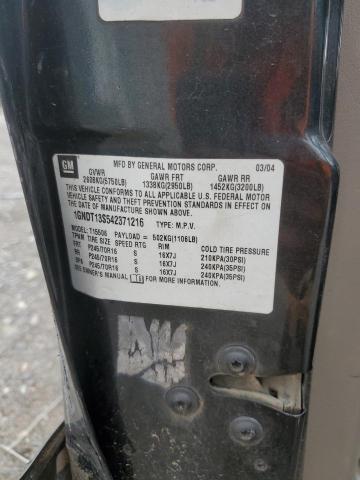 GM
MFD BY GENERAL MOTORS CORP. 03/04
GVWR GAWR FRT GAWR RR
2608KG(5750LB) 1338KG(2950LB) 1452KG(3200LB)
THIS VEHICLE CONFORMS TO ALL APPLICABLE U.S. FEDERAL MOTOR
VEHICLE SAFETY AND THEFT PREVENTION STANDARDS IN EFFECT ON THE
DATE OF MANUFACTURE SHOWN ABOVE.
1GNDT13S542371216 TYPE: M.P.V.
MODEL: T15506 PAYLOAD = 502KG(1106LB)
TPWM TIRE SIZE SPEED RTG RIM COLD TIRE PRESSURE
FRT P245/70R16 S 16X7J 210KPA(30PSI)
RR P245/70R16 S 16X7J 240KPA(35PSI)
SPA P245/70R16 S 16X7J 240KPA(35PSI)
SEE OWNER'S MANUAL FOR MORE INFORMATION.